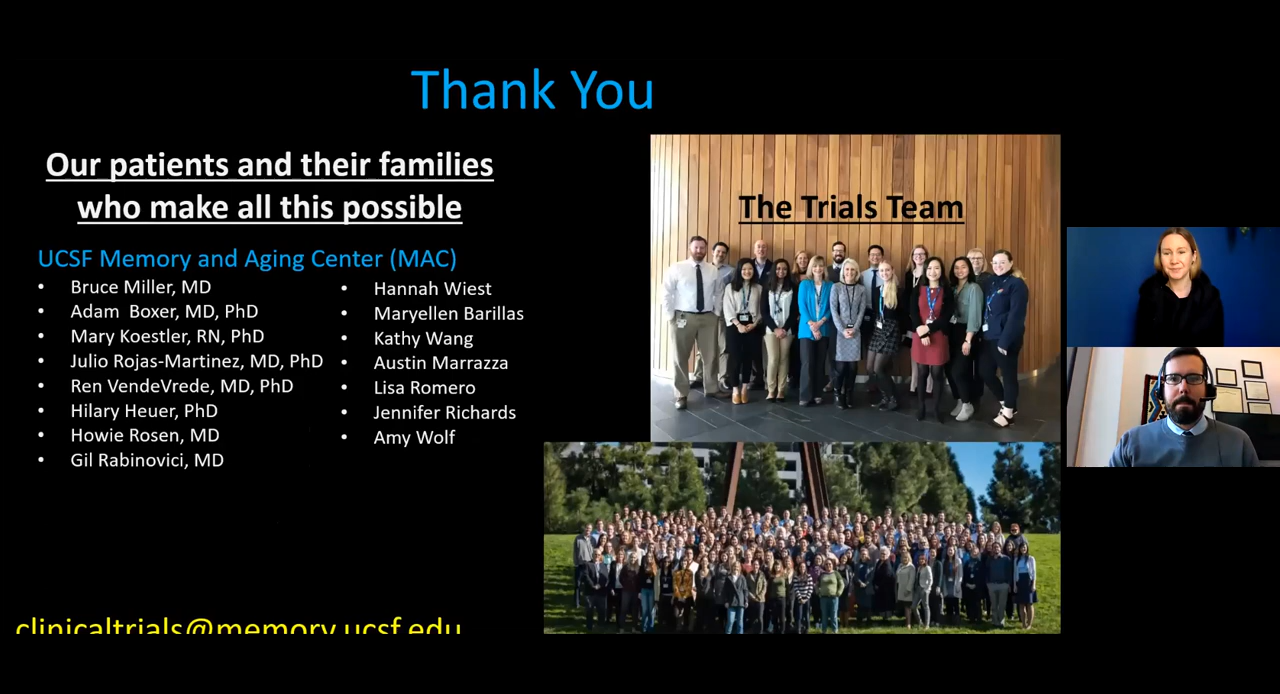 Thank You
Our patients and their families
who make all this possible
UCSF Memory and Aging Center (MAC)
• Bruce Miller, MD
• Adam Boxer, MD, PhD
• Mary Koestler, RN, PhD
• Julio Rojas-Martinez, MD, PhD
• Ren VendeVrede, MD, PhD
• Hilary Heuer, PhD
• Howie Rosen, MD
• Gil Rabinovici, MD
• Hannah Wiest
• Maryellen Barillas
• Kathy Wang
• Austin Marrazza
• Lisa Romero
• Jennifer Richards
• Amy Wolf
The Trials Team
clinicaltrials@memory.ucsf.edu